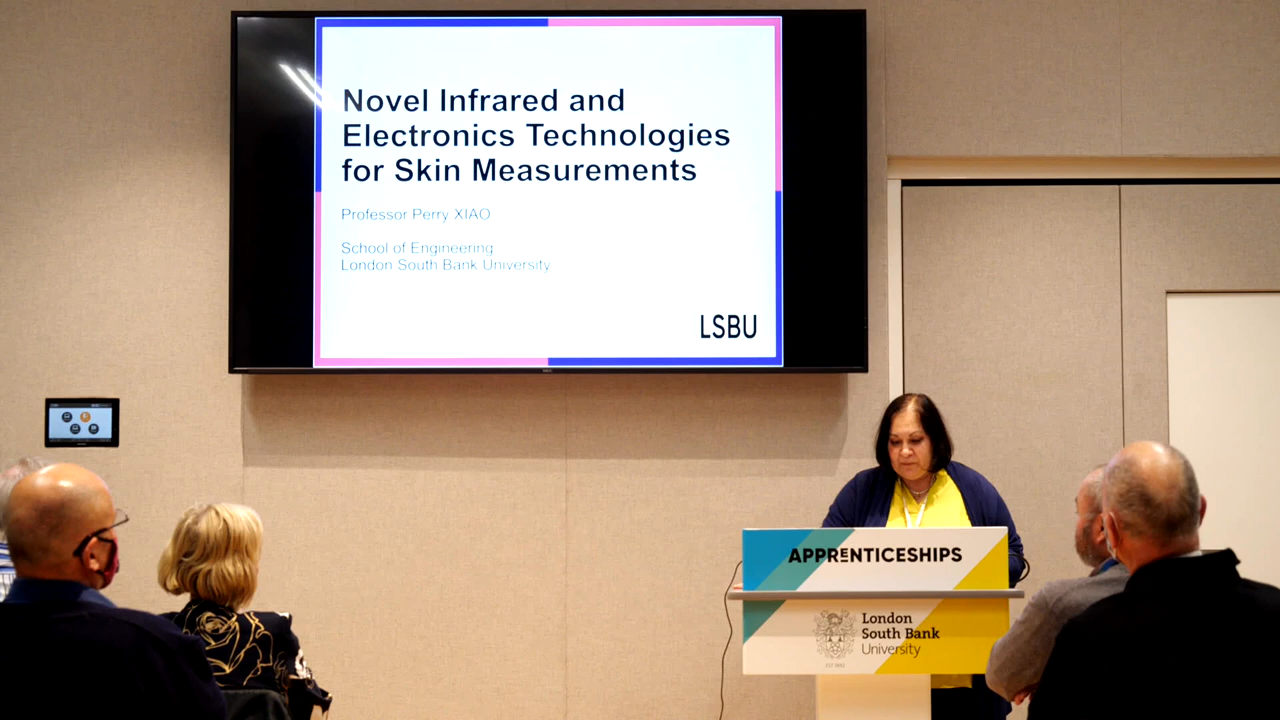 Novel Infrared and
Electronics Technologies
for Skin Measurements
Professor Perry XIAO
School of Engineering
London South Bank University
LSBU
APPRENTICESHIPS
London
South Bank
University